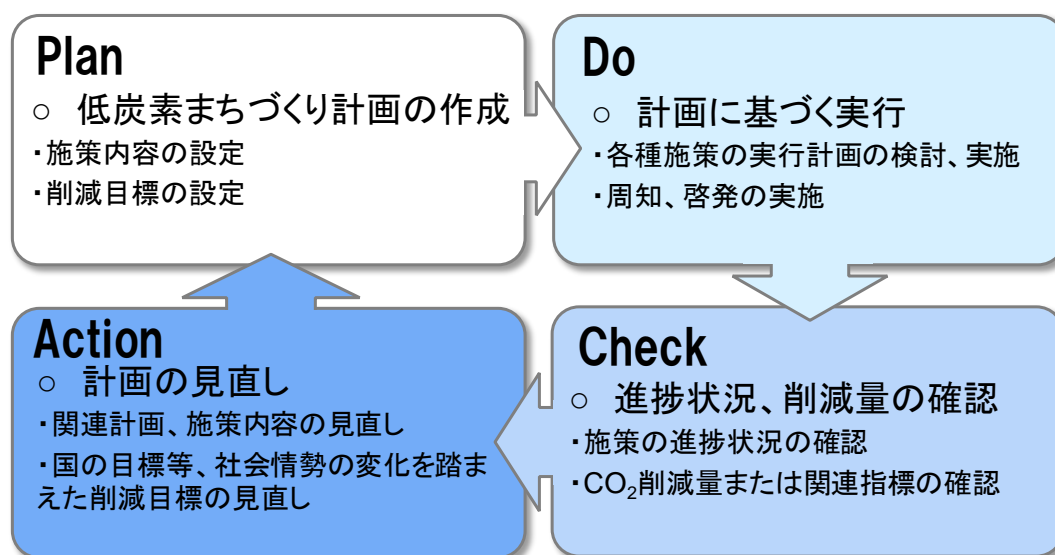 Plan
○ 低炭素まちづくり計画の作成
・施策内容の設定
・削減目標の設定
Do
○ 計画に基づく実行
・各種施策の実行計画の検討、実施
・周知、啓発の実施
Action
○ 計画の見直し
・関連計画、施策内容の見直し
・国の目標等、社会情勢の変化を踏ま
えた削減目標の見直し
Check
○ 進捗状況、削減量の確認
・施策の進捗状況の確認
・CO₂削減量または関連指標の確認